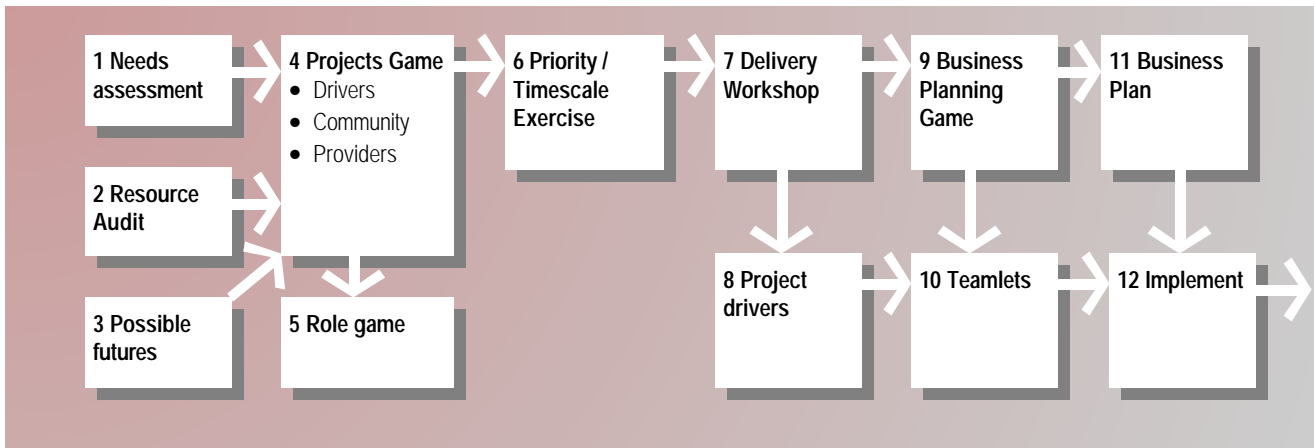 1 Needs
assessment
2 Resource
Audit
3 Possible
futures
4 Projects Game
• Drivers
• Community
• Providers
5 Role game
6 Priority /
Timescale
Exercise
7 Delivery
Workshop
8 Project
drivers
9 Business
Planning
Game
10 Teamlets
11 Business
Plan
12 Implement